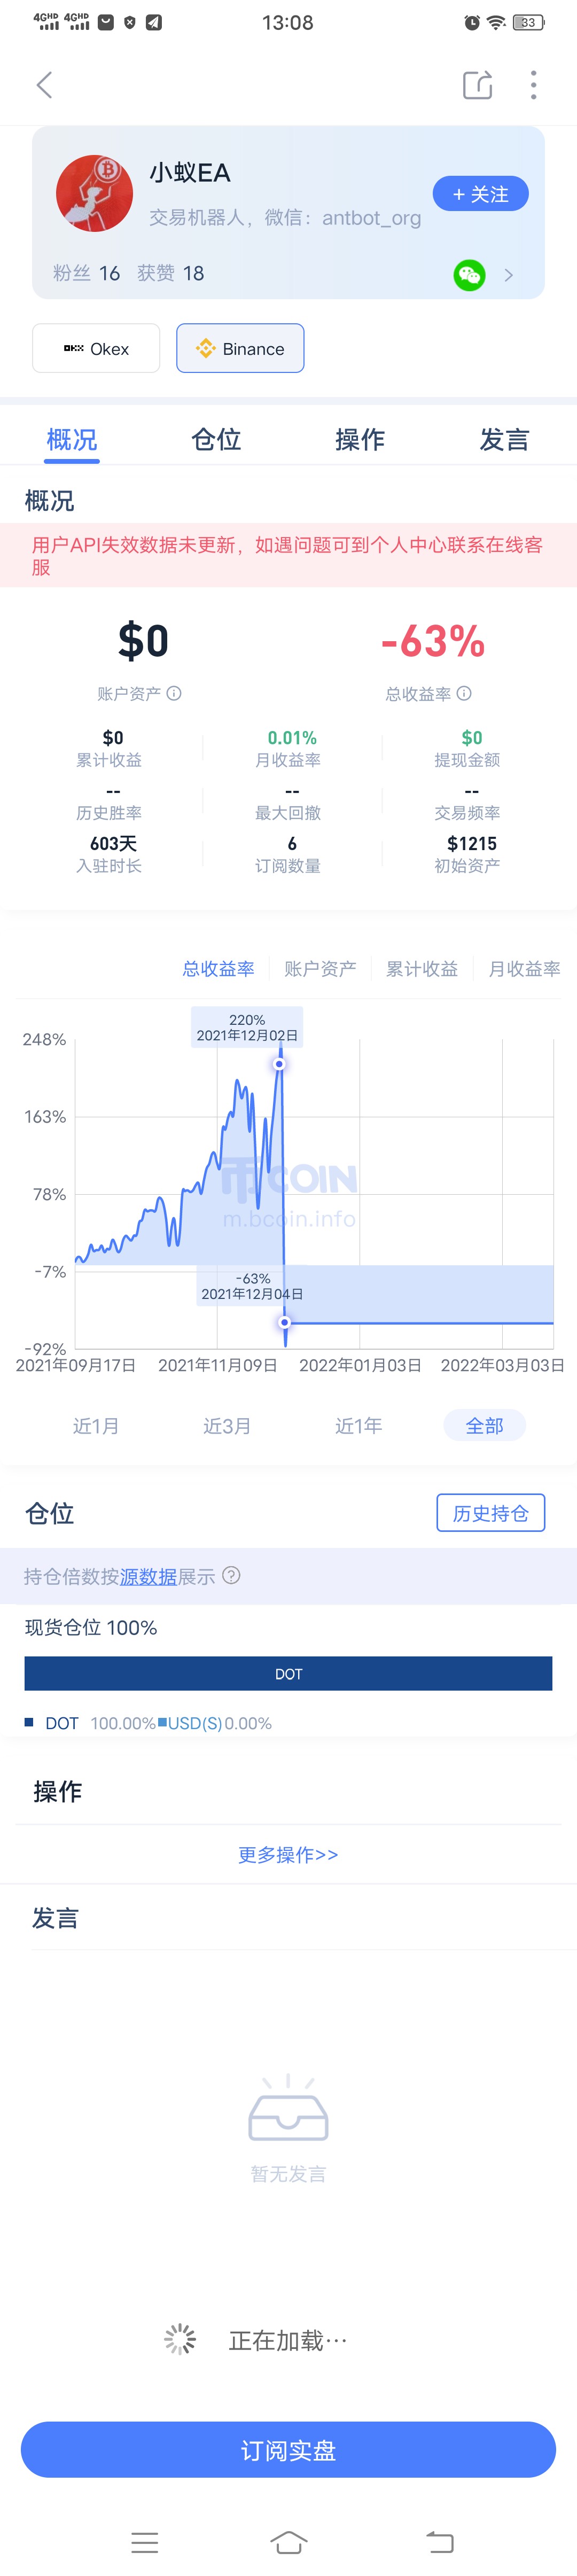 4GHD 4GHD 13:08 33
小蚁EA
交易机器人，微信：antbot_org
+ 关注
粉丝 16 获赞 18
OKX Okex Binance
概况 仓位 操作 发言
概况
用户API失效数据未更新，如遇问题可到个人中心联系在线客
服
$0 -63%
账户资产 总收益率
$0 0.01% $0
累计收益 月收益率 提现金额
-- -- --
历史胜率 最大回撤 交易频率
603天 6 $1215
入驻时长 订阅数量 初始资产
总收益率 账户资产 累计收益 月收益率
220%
2021年12月02日
248%
163%
78%
-7%
-92%
币COIN
m.bcoin.info
-63%
2021年12月04日
2021年09月17日 2021年11月09日 2022年01月03日 2022年03月03日
近1月 近3月 近1年 全部
仓位 历史持仓
持仓倍数按源数据展示
现货仓位 100%
DOT
DOT 100.00% USD(S) 0.00%
操作
更多操作>>
发言
暂无发言
正在加载···
订阅实盘